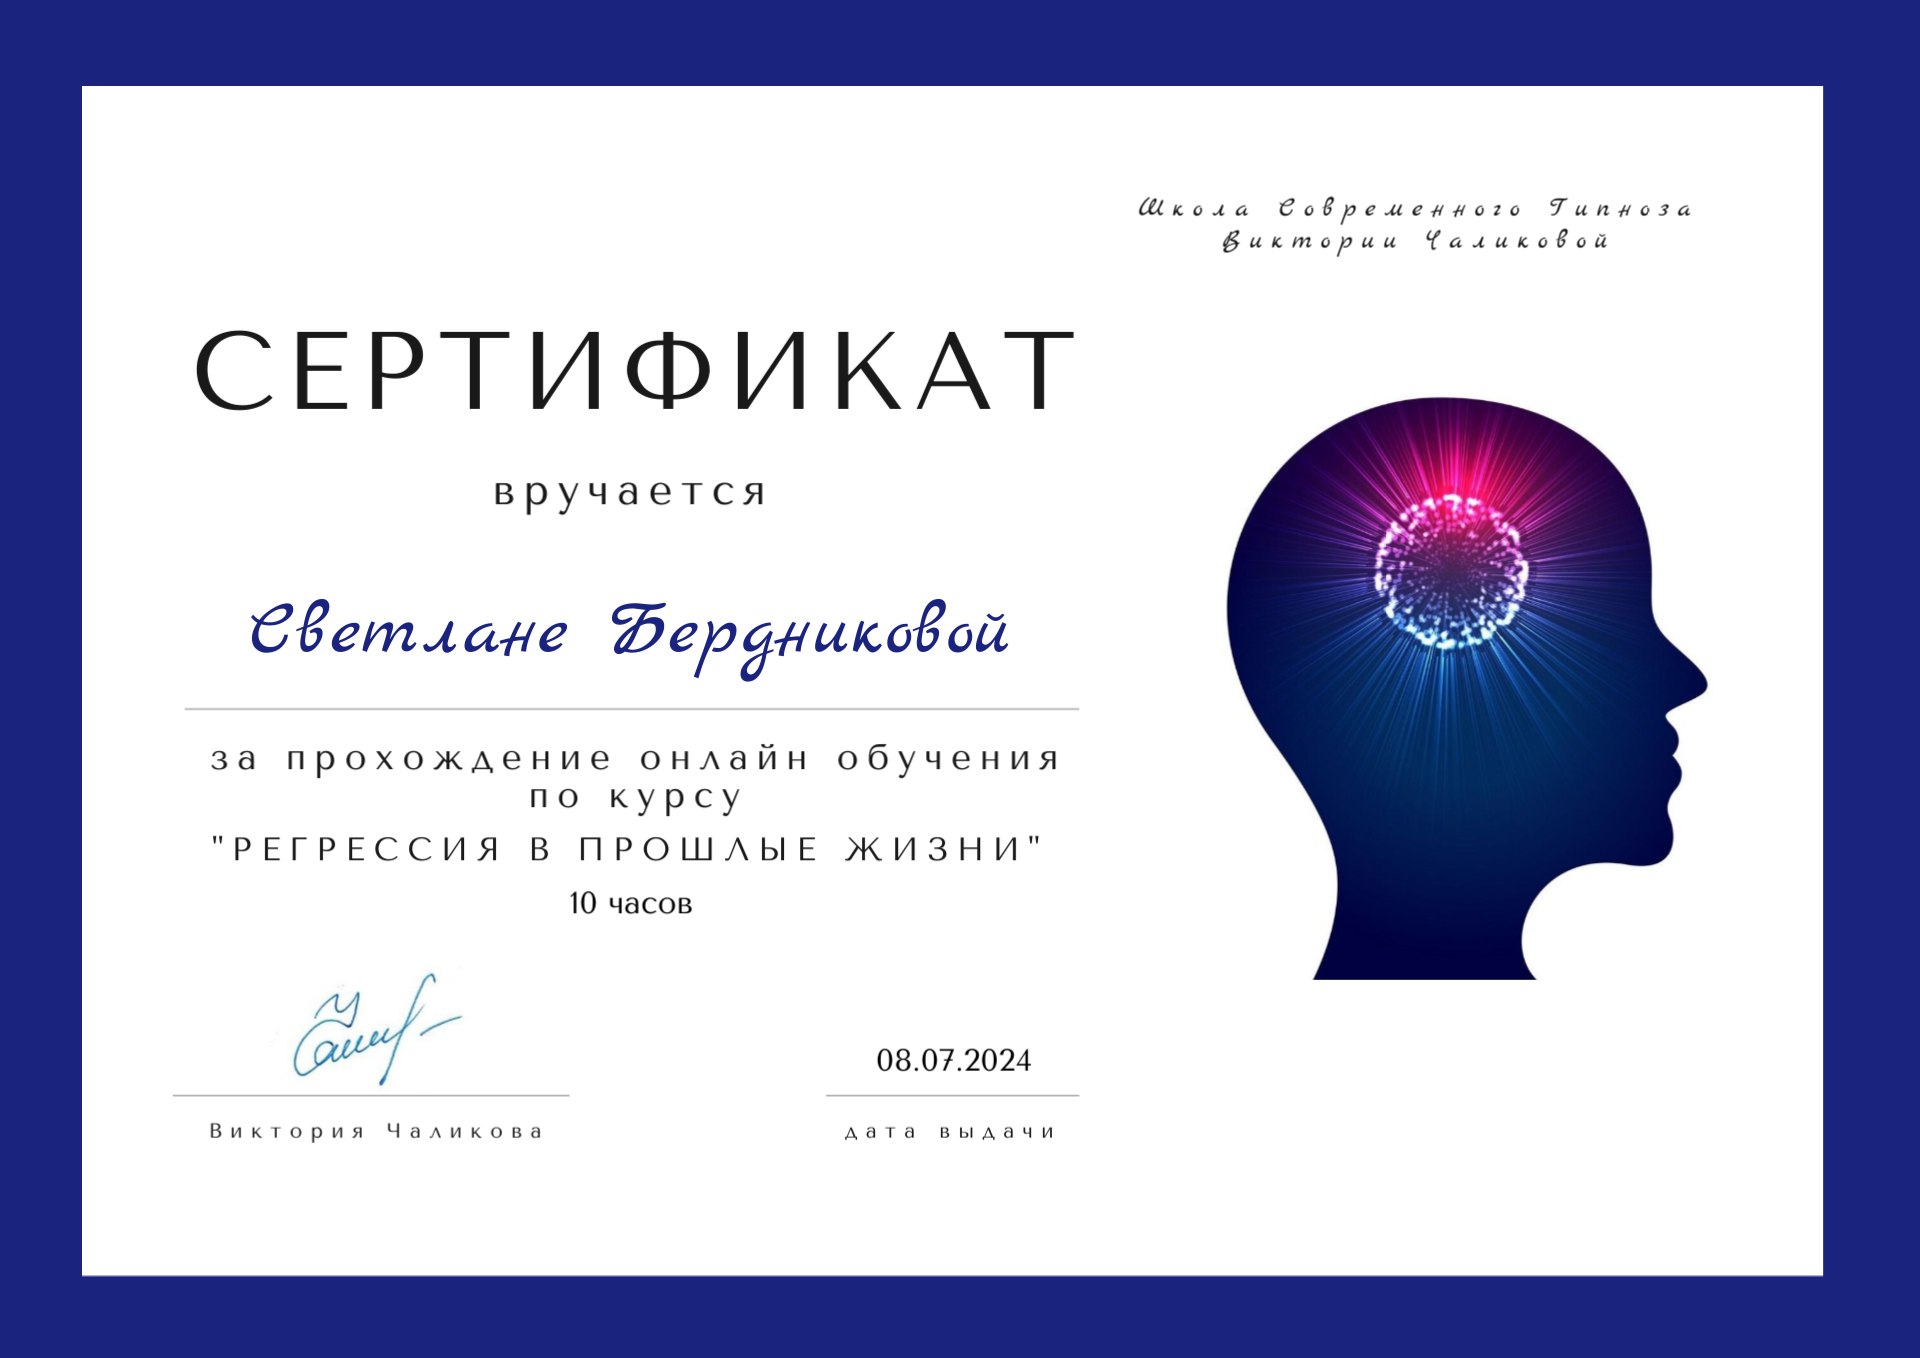 Школа Современного Гипноза
Виктории Чаликовой
СЕРТИФИКАТ
вручается
Светлане Бердниковой
за прохождение онлайн обучения
по курсу
"РЕГРЕССИЯ В ПРОШЛЫЕ ЖИЗНИ"
10 часов
08.07.2024
Виктория Чаликова
дата выдачи